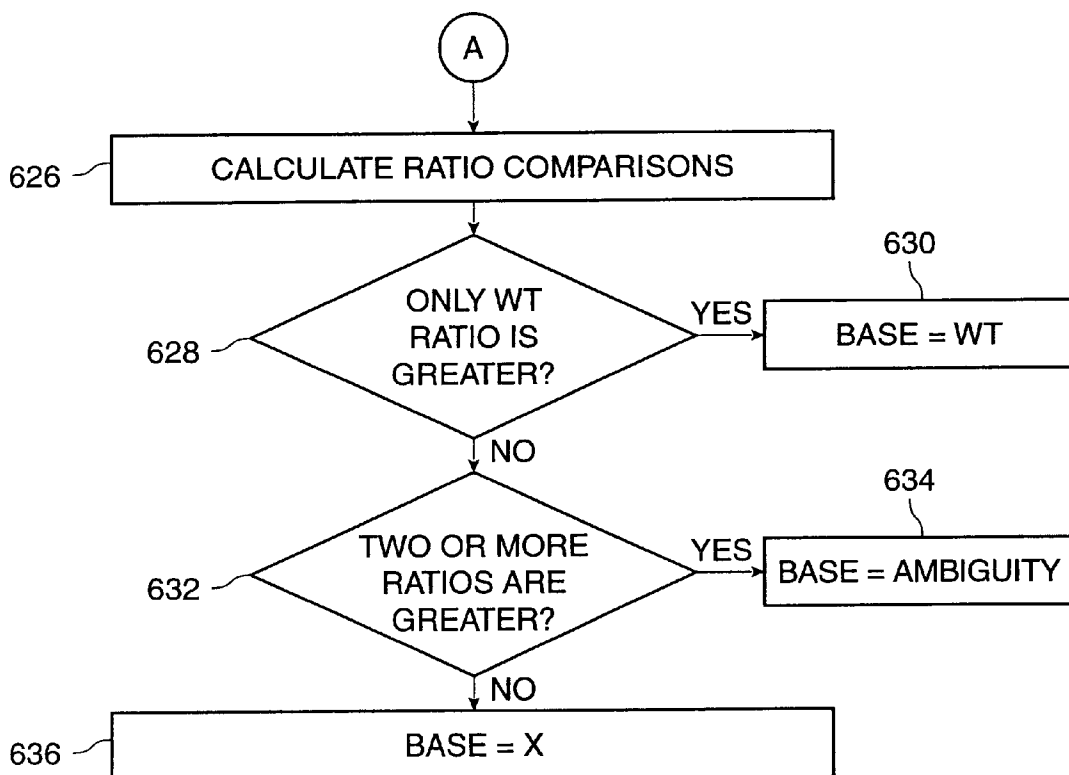 A
626
CALCULATE RATIO COMPARISONS
628
ONLY WT
RATIO IS
GREATER?
YES
630
BASE = WT
NO
632
TWO OR MORE
RATIOS ARE
GREATER?
YES
634
BASE = AMBIGUITY
NO
636
BASE = X